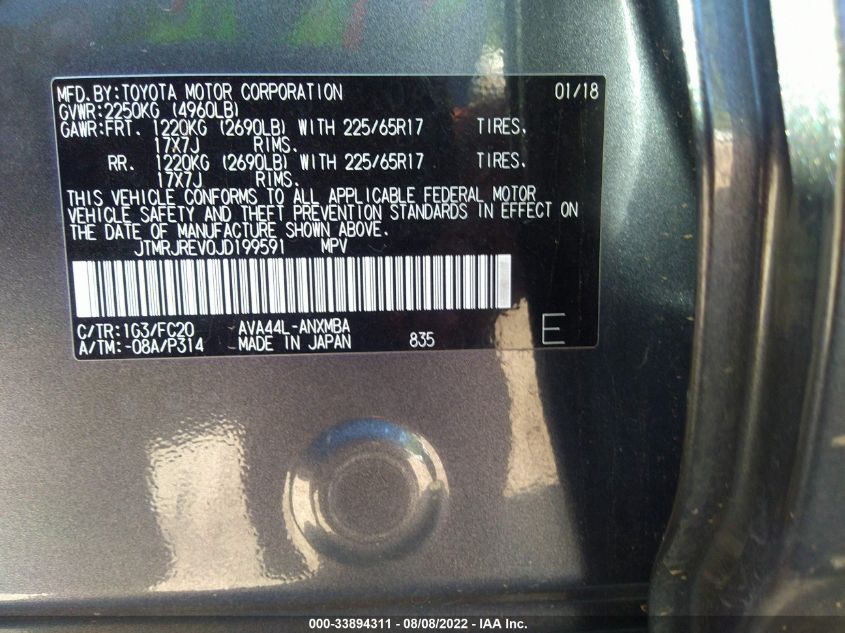 MFD.BY:TOYOTA MOTOR CORPORATION 01/18
GVWR:2250KG (4960LB)
GAWR:FRT. 1220KG (2690LB) WITH 225/65R17 TIRES,
17X7J RIMS.
RR. 1220KG (2690LB) WITH 225/65R17 TIRES,
17X7J RIMS.
THIS VEHICLE CONFORMS TO ALL APPLICABLE FEDERAL MOTOR
VEHICLE SAFETY AND THEFT PREVENTION STANDARDS IN EFFECT ON
THE DATE OF MANUFACTURE SHOWN ABOVE.
JTMRJREV0JD199591 MPV
C/TR:1G3/FC20 AVA44L-ANXMBA
A/TM:-08A/P314 MADE IN JAPAN 835 E
000-33894311 - 08/08/2022 - IAA Inc.